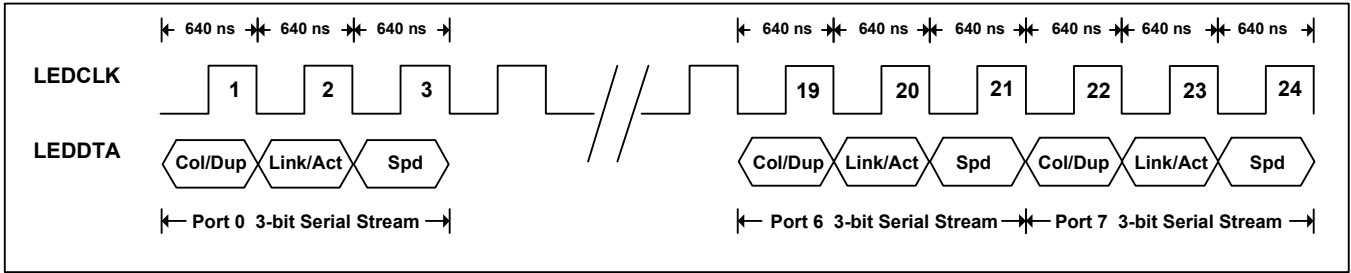 640 ns 640 ns 640 ns 640 ns 640 ns 640 ns 640 ns 640 ns 640 ns
LEDCLK 1 2 3 19 20 21 22 23 24
LEDDTA Col/Dup Link/Act Spd Col/Dup Link/Act Spd Col/Dup Link/Act Spd
Port 0 3-bit Serial Stream Port 6 3-bit Serial Stream Port 7 3-bit Serial Stream